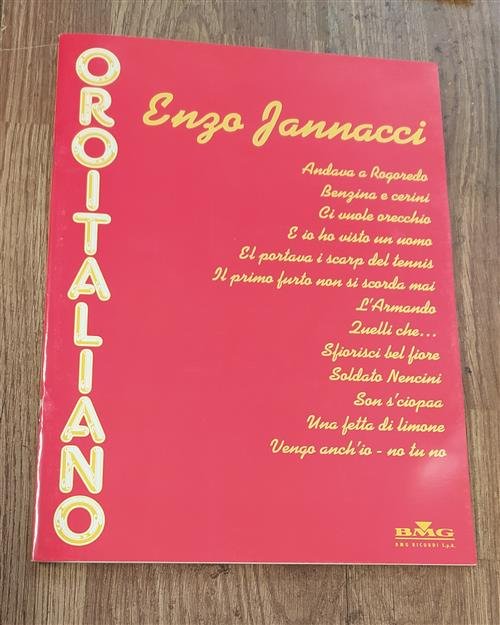 OROITALIANO
Enzo Jannacci
Andava a Rogoredo
Benzina e cerini
Ci vuole orecchio
E io ho visto un uomo
El portava i scarp del tennis
Il primo furto non si scorda mai
L'Armando
Quelli che...
Sfiorisci bel fiore
Soldato Nencini
Son s'ciopaa
Una fetta di limone
Vengo anch'io - no tu no
BMG
BMG RICORDI S.p.A.